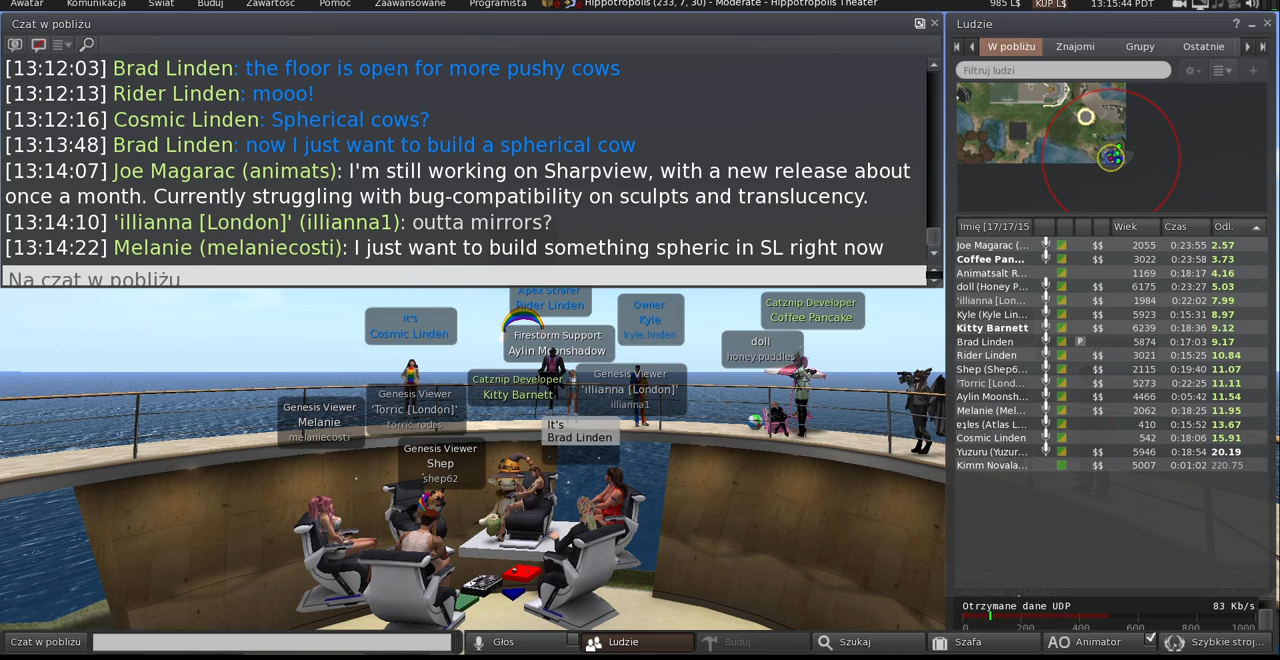 Awatar Komunikacja Świat Buduj Zawartość Pomoc Zaawansowane Programista Hippotropolis (233, 7, 30) - Moderate - Hippotropolis Theater 985 L$ KUP L$ 13:15:44 PDT
Czat w pobliżu
[13:12:03] Brad Linden: the floor is open for more pushy cows
[13:12:13] Rider Linden: mooo!
[13:12:16] Cosmic Linden: Spherical cows?
[13:13:48] Brad Linden: now I just want to build a spherical cow
[13:14:07] Joe Magarac (animats): I'm still working on Sharpview, with a new release about
once a month. Currently struggling with bug-compatibility on sculpts and translucency.
[13:14:10] 'illianna [London]' (illianna1): outta mirrors?
[13:14:22] Melanie (melaniecosti): I just want to build something spheric in SL right now
Na czat w pobliżu
Apex Strafer
Rider Linden
It's
Cosmic Linden
Owner
Kyle
kyle.linden
Catznip Developer
Coffee Pancake
Firestorm Support
Aylin Moonshadow
doll
honey.puddles
Genesis Viewer
'Torric [London]'
torric.rodas
Catznip Developer
Kitty Barnett
Genesis Viewer
'illianna [London]'
illianna1
Genesis Viewer
Melanie
melaniecosti
It's
Brad Linden
Genesis Viewer
Shep
shep62
Ludzie
? _ ×
W pobliżu Znajomi Grupy Ostatnie
Filtruj ludzi
Imię [17/17/15 Wiek Czas Odl.
Joe Magarac (... $$ 2055 0:23:55 2.57
Coffee Pan... $$ 3022 0:23:58 3.73
Animatsalt R... 1169 0:18:17 4.16
doll (Honey P... $$ 6175 0:23:27 5.03
'illianna [Lon... $$ 1984 0:22:02 7.99
Kyle (Kyle Lin... $$ 5923 0:15:31 8.97
Kitty Barnett $$ 6239 0:18:36 9.12
Brad Linden P 5874 0:17:03 9.17
Rider Linden $$ 3021 0:15:25 10.84
Shep (Shep6... $$ 2115 0:19:40 11.07
'Torric [Lond... $$ 5273 0:22:25 11.11
Aylin Moonsh... $$ 4466 0:05:42 11.54
Melanie (Mel... $$ 2062 0:18:25 11.95
(Atlas L... 410 0:15:52 13.67
Cosmic Linden 542 0:18:06 15.91
Yuzuru (Yuzur... $$ 5946 0:18:54 20.19
Kimm Novala... $$ 5007 0:01:02 220.75
Otrzymane dane UDP 83 Kb/s
0 200 400 600 800 1000
Czat w pobliżu Głos Ludzie Buduj Szukaj Szafa AO Animator Szybkie stroj...